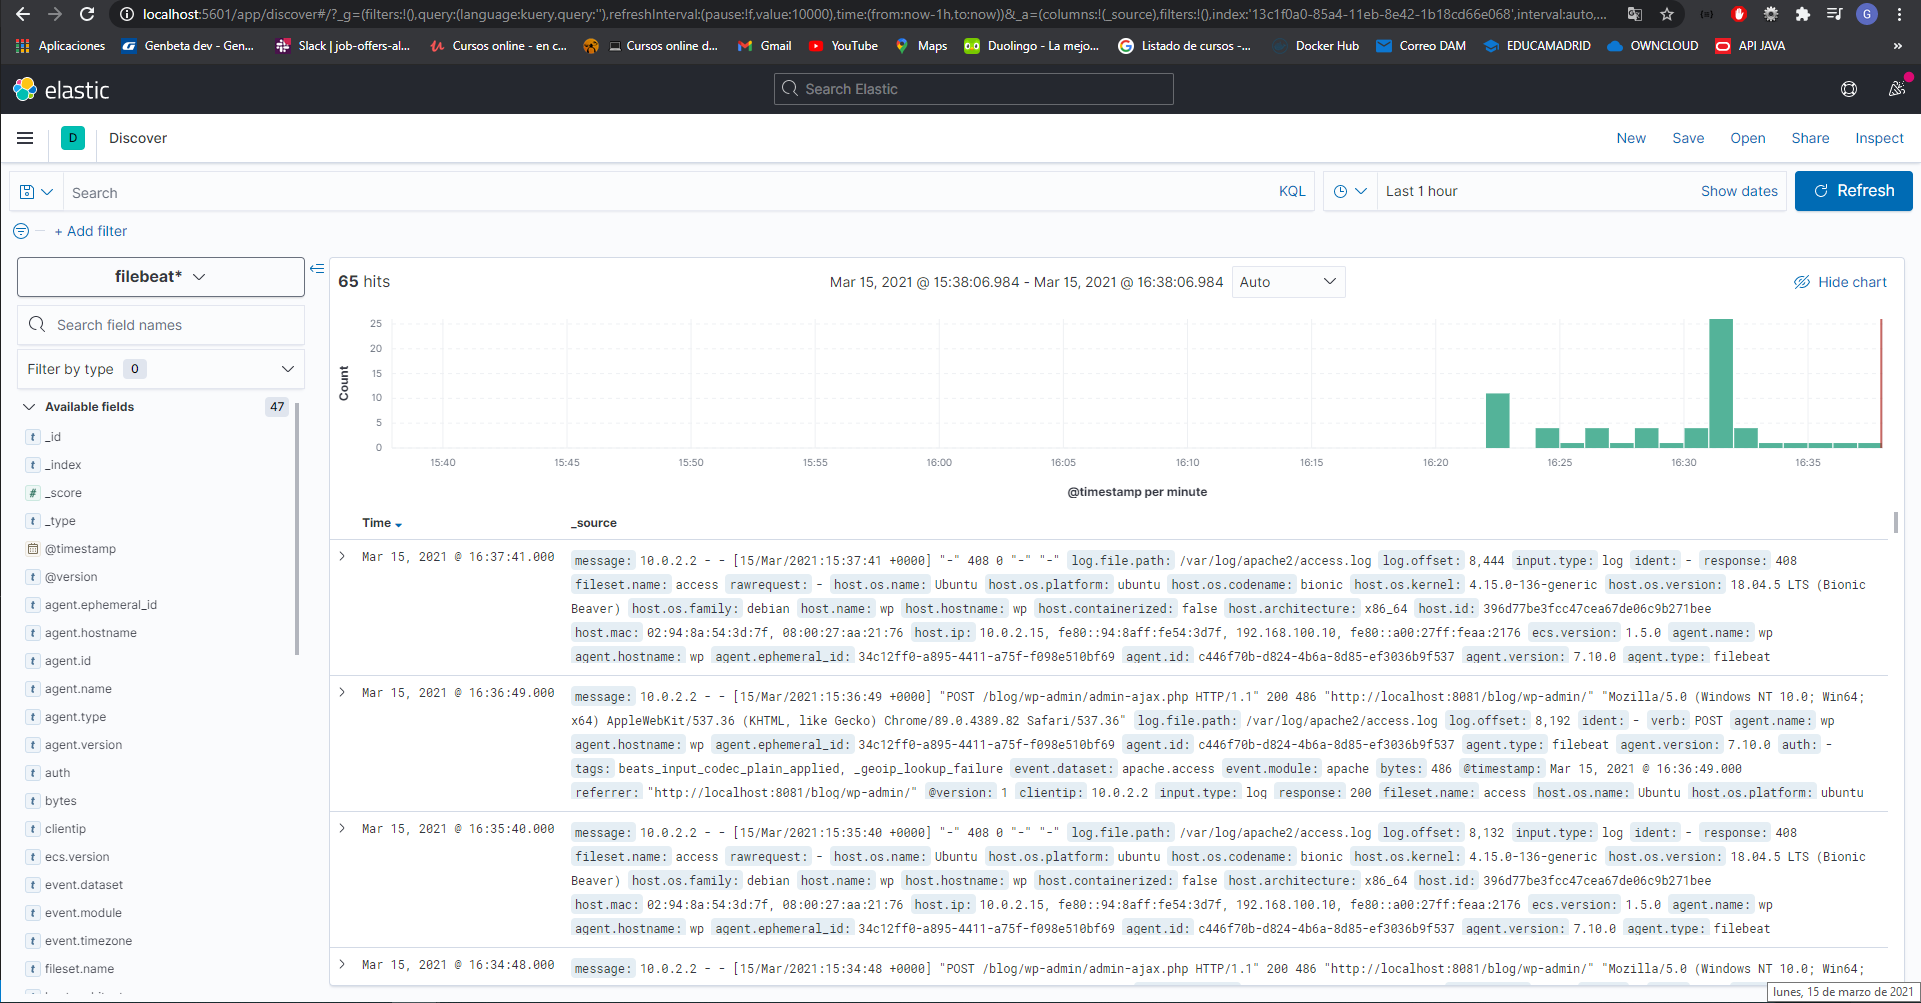 localhost:5601/app/discover#/?_g=(filters:!(),query:(language:kuery,query:''),refreshInterval:(pause:!f,value:10000),time:(from:now-1h,to:now))&_a=(columns:!(_source),filters:!(),index:'13c1f0a0-85a4-11eb-8e42-1b18cd66e068',interval:auto,...
G
Aplicaciones Genbeta dev - Gen... Slack | job-offers-al... Cursos online - en c... Cursos online d... Gmail YouTube Maps Duolingo - La mejo... Listado de cursos -... Docker Hub Correo DAM EDUCAMADRID OWNCLOUD API JAVA »
elastic Search Elastic
D Discover New Save Open Share Inspect
Search KQL Last 1 hour Show dates Refresh
+ Add filter
filebeat*
65 hits Mar 15, 2021 @ 15:38:06.984 - Mar 15, 2021 @ 16:38:06.984 Auto Hide chart
Search field names
Filter by type 0
Available fields 47
t _id
t _index
# _score
t _type
@timestamp
t @version
t agent.ephemeral_id
t agent.hostname
t agent.id
t agent.name
t agent.type
t agent.version
t auth
t bytes
t clientip
t ecs.version
t event.dataset
t event.module
t event.timezone
t fileset.name
Count
25
20
15
10
5
0
15:40 15:45 15:50 15:55 16:00 16:05 16:10 16:15 16:20 16:25 16:30 16:35
@timestamp per minute
Time _source
Mar 15, 2021 @ 16:37:41.000 message: 10.0.2.2 - - [15/Mar/2021:15:37:41 +0000] "-" 408 0 "-" "-" log.file.path: /var/log/apache2/access.log log.offset: 8,444 input.type: log ident: - response: 408
fileset.name: access rawrequest: - host.os.name: Ubuntu host.os.platform: ubuntu host.os.codename: bionic host.os.kernel: 4.15.0-136-generic host.os.version: 18.04.5 LTS (Bionic
Beaver) host.os.family: debian host.name: wp host.hostname: wp host.containerized: false host.architecture: x86_64 host.id: 396d77be3fcc47cea67de06c9b271bee
host.mac: 02:94:8a:54:3d:7f, 08:00:27:aa:21:76 host.ip: 10.0.2.15, fe80::94:8aff:fe54:3d7f, 192.168.100.10, fe80::a00:27ff:feaa:2176 ecs.version: 1.5.0 agent.name: wp
agent.hostname: wp agent.ephemeral_id: 34c12ff0-a895-4411-a75f-f098e510bf69 agent.id: c446f70b-d824-4b6a-8d85-ef3036b9f537 agent.version: 7.10.0 agent.type: filebeat
Mar 15, 2021 @ 16:36:49.000 message: 10.0.2.2 - - [15/Mar/2021:15:36:49 +0000] "POST /blog/wp-admin/admin-ajax.php HTTP/1.1" 200 486 "http://localhost:8081/blog/wp-admin/" "Mozilla/5.0 (Windows NT 10.0; Win64;
x64) AppleWebKit/537.36 (KHTML, like Gecko) Chrome/89.0.4389.82 Safari/537.36" log.file.path: /var/log/apache2/access.log log.offset: 8,192 ident: - verb: POST agent.name: wp
agent.hostname: wp agent.ephemeral_id: 34c12ff0-a895-4411-a75f-f098e510bf69 agent.id: c446f70b-d824-4b6a-8d85-ef3036b9f537 agent.type: filebeat agent.version: 7.10.0 auth: -
tags: beats_input_codec_plain_applied, _geoip_lookup_failure event.dataset: apache.access event.module: apache bytes: 486 @timestamp: Mar 15, 2021 @ 16:36:49.000
referrer: "http://localhost:8081/blog/wp-admin/" @version: 1 clientip: 10.0.2.2 input.type: log response: 200 fileset.name: access host.os.name: Ubuntu host.os.platform: ubuntu
Mar 15, 2021 @ 16:35:40.000 message: 10.0.2.2 - - [15/Mar/2021:15:35:40 +0000] "-" 408 0 "-" "-" log.file.path: /var/log/apache2/access.log log.offset: 8,132 input.type: log ident: - response: 408
fileset.name: access rawrequest: - host.os.name: Ubuntu host.os.platform: ubuntu host.os.codename: bionic host.os.kernel: 4.15.0-136-generic host.os.version: 18.04.5 LTS (Bionic
Beaver) host.os.family: debian host.name: wp host.hostname: wp host.containerized: false host.architecture: x86_64 host.id: 396d77be3fcc47cea67de06c9b271bee
host.mac: 02:94:8a:54:3d:7f, 08:00:27:aa:21:76 host.ip: 10.0.2.15, fe80::94:8aff:fe54:3d7f, 192.168.100.10, fe80::a00:27ff:feaa:2176 ecs.version: 1.5.0 agent.name: wp
agent.hostname: wp agent.ephemeral_id: 34c12ff0-a895-4411-a75f-f098e510bf69 agent.id: c446f70b-d824-4b6a-8d85-ef3036b9f537 agent.version: 7.10.0 agent.type: filebeat
Mar 15, 2021 @ 16:34:48.000 message: 10.0.2.2 - - [15/Mar/2021:15:34:48 +0000] "POST /blog/wp-admin/admin-ajax.php HTTP/1.1" 200 486 "http://localhost:8081/blog/wp-admin/" "Mozilla/5.0 (Windows NT 10.0; Win64;
lunes, 15 de marzo de 2021